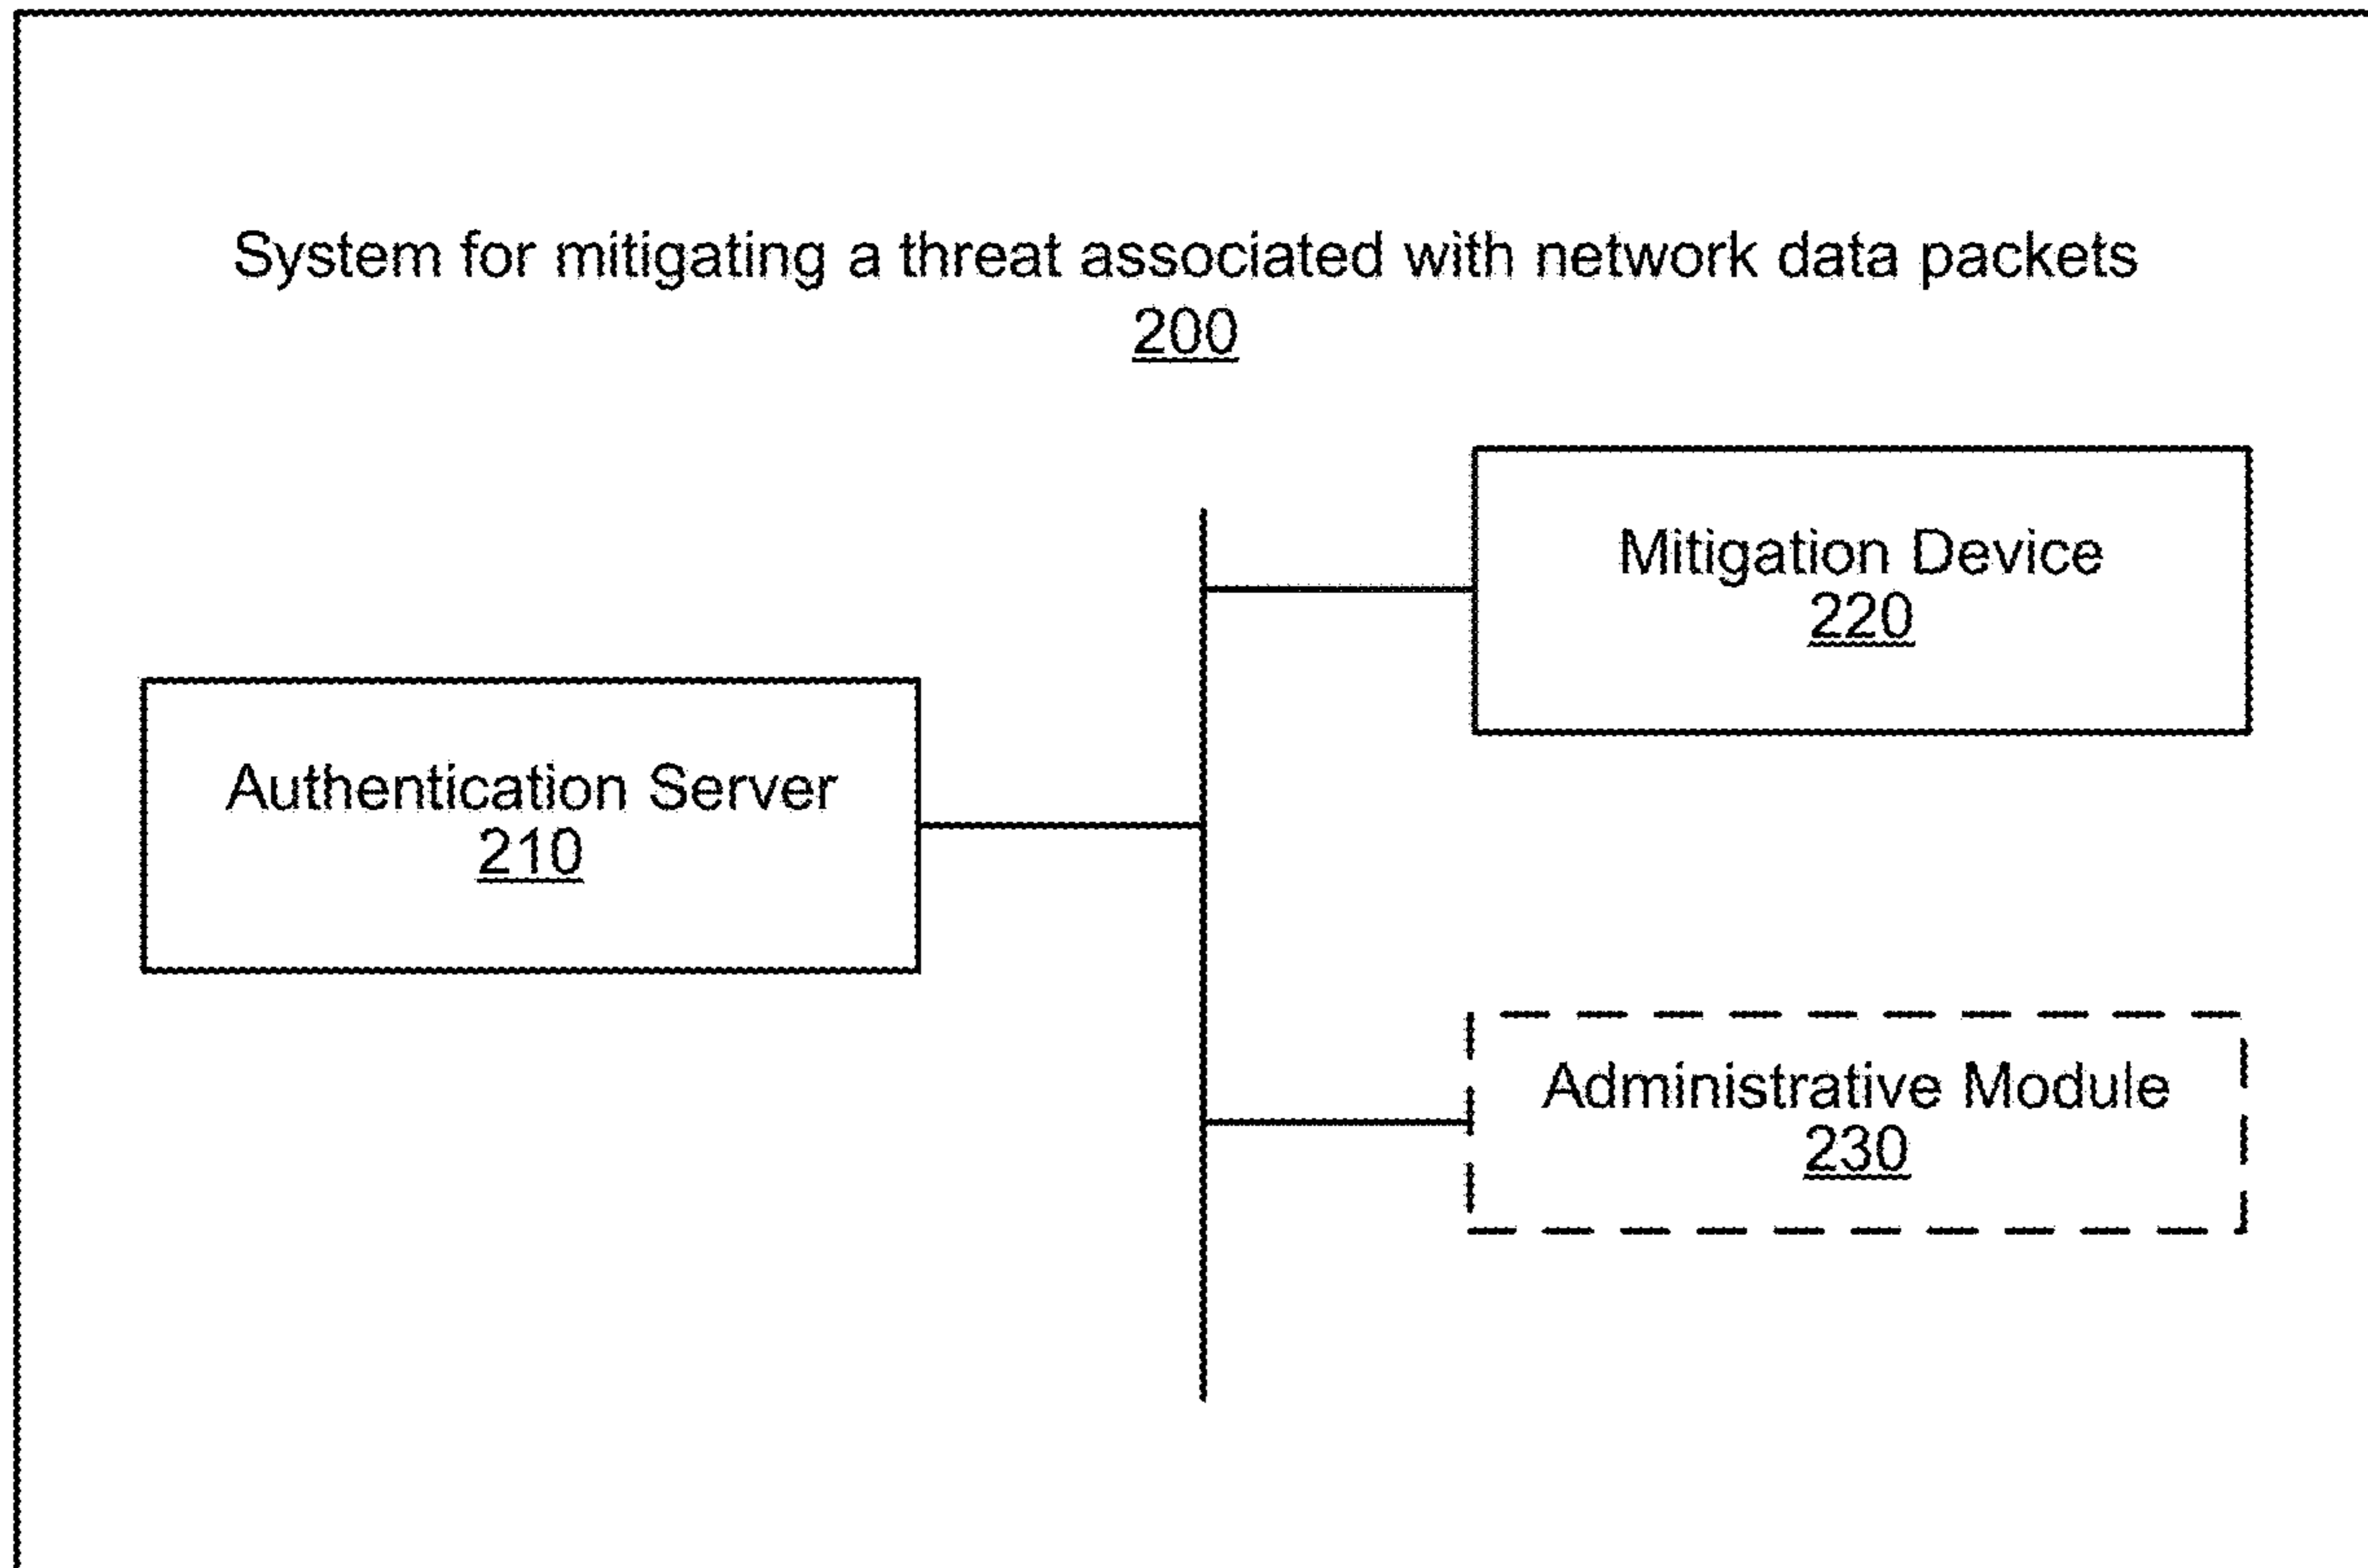 System for mitigating a threat associated with network data packets
200
Mitigation Device
220
Authentication Server
210
Administrative Module
230